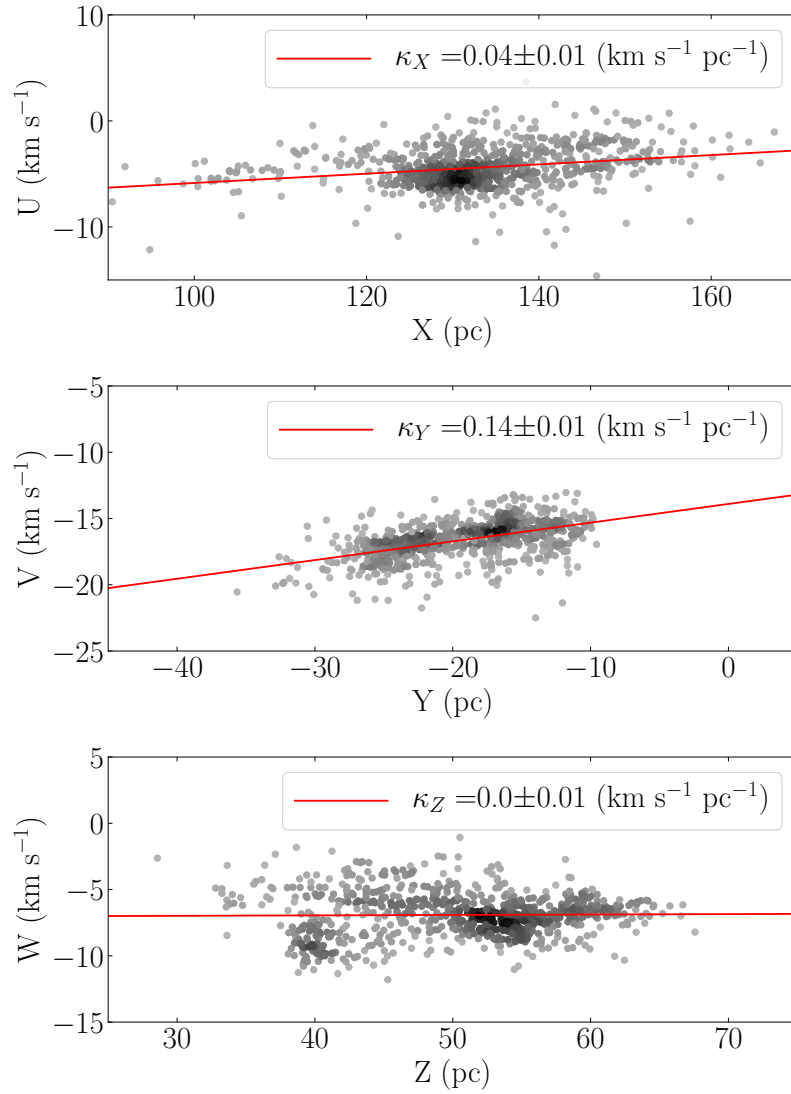 10
0
−10
U (km s⁻¹)
κ_X =0.04±0.01 (km s⁻¹ pc⁻¹)
100 120 140 160
X (pc)
−5
−10
−15
−20
−25
V (km s⁻¹)
κ_Y =0.14±0.01 (km s⁻¹ pc⁻¹)
−40 −30 −20 −10 0
Y (pc)
5
0
−5
−10
−15
W (km s⁻¹)
κ_Z =0.0±0.01 (km s⁻¹ pc⁻¹)
30 40 50 60 70
Z (pc)